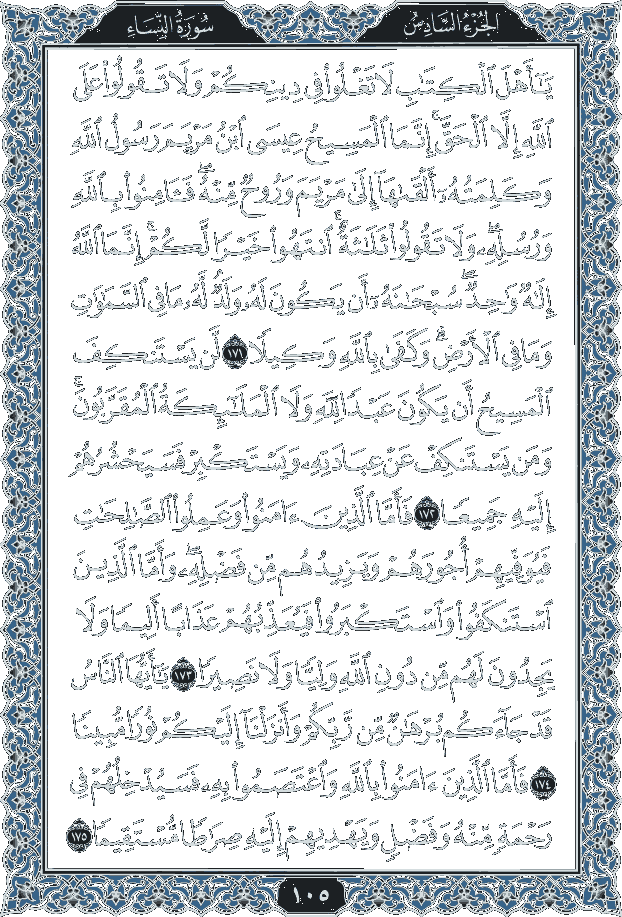 الجُزْءُ السَّادِسُ
سُورَةُ النِّسَاءِ
يَٰٓأَهْلَ ٱلْكِتَٰبِ لَا تَغْلُوا۟ فِى دِينِكُمْ وَلَا تَقُولُوا۟ عَلَى
ٱللَّهِ إِلَّا ٱلْحَقَّ ۚ إِنَّمَا ٱلْمَسِيحُ عِيسَى ٱبْنُ مَرْيَمَ رَسُولُ ٱللَّهِ
وَكَلِمَتُهُۥٓ أَلْقَىٰهَآ إِلَىٰ مَرْيَمَ وَرُوحٌ مِّنْهُ ۖ فَـَٔامِنُوا۟ بِٱللَّهِ
وَرُسُلِهِۦ ۖ وَلَا تَقُولُوا۟ ثَلَٰثَةٌ ۚ ٱنتَهُوا۟ خَيْرًا لَّكُمْ ۚ إِنَّمَا ٱللَّهُ
إِلَٰهٌ وَٰحِدٌ ۖ سُبْحَٰنَهُۥٓ أَن يَكُونَ لَهُۥ وَلَدٌ ۘ لَّهُۥ مَا فِى ٱلسَّمَٰوَٰتِ
وَمَا فِى ٱلْأَرْضِ ۗ وَكَفَىٰ بِٱللَّهِ وَكِيلًا ١٧١ لَّن يَسْتَنكِفَ
ٱلْمَسِيحُ أَن يَكُونَ عَبْدًا لِّلَّهِ وَلَا ٱلْمَلَٰٓئِكَةُ ٱلْمُقَرَّبُونَ ۚ
وَمَن يَسْتَنكِفْ عَنْ عِبَادَتِهِۦ وَيَسْتَكْبِرْ فَسَيَحْشُرُهُمْ
إِلَيْهِ جَمِيعًا ١٧٢ فَأَمَّا ٱلَّذِينَ ءَامَنُوا۟ وَعَمِلُوا۟ ٱلصَّٰلِحَٰتِ
فَيُوَفِّيهِمْ أُجُورَهُمْ وَيَزِيدُهُم مِّن فَضْلِهِۦ ۖ وَأَمَّا ٱلَّذِينَ
ٱسْتَنكَفُوا۟ وَٱسْتَكْبَرُوا۟ فَيُعَذِّبُهُمْ عَذَابًا أَلِيمًا وَلَا
يَجِدُونَ لَهُم مِّن دُونِ ٱللَّهِ وَلِيًّا وَلَا نَصِيرًا ١٧٣ يَٰٓأَيُّهَا ٱلنَّاسُ
قَدْ جَآءَكُم بُرْهَٰنٌ مِّن رَّبِّكُمْ وَأَنزَلْنَآ إِلَيْكُمْ نُورًا مُّبِينًا
١٧٤ فَأَمَّا ٱلَّذِينَ ءَامَنُوا۟ بِٱللَّهِ وَٱعْتَصَمُوا۟ بِهِۦ فَسَيُدْخِلُهُمْ فِى
رَحْمَةٍ مِّنْهُ وَفَضْلٍ وَيَهْدِيهِمْ إِلَيْهِ صِرَٰطًا مُّسْتَقِيمًا ١٧٥
١٠٥